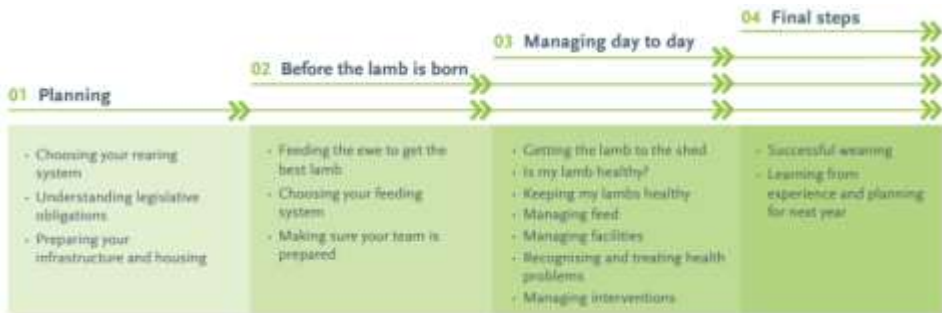 01 Planning
• Choosing your rearing
system
• Understanding legislative
obligations
• Preparing your
infrastructure and housing
02 Before the lamb is born
• Feeding the ewe to get the
best lamb
• Choosing your feeding
system
• Making sure your team is
prepared
03 Managing day to day
• Getting the lamb to the shed
• Is my lamb healthy?
• Keeping my lambs healthy
• Managing feed
• Managing facilities
• Recognising and treating health
problems
• Managing interventions
04 Final steps
• Successful weaning
• Learning from
experience and planning
for next year